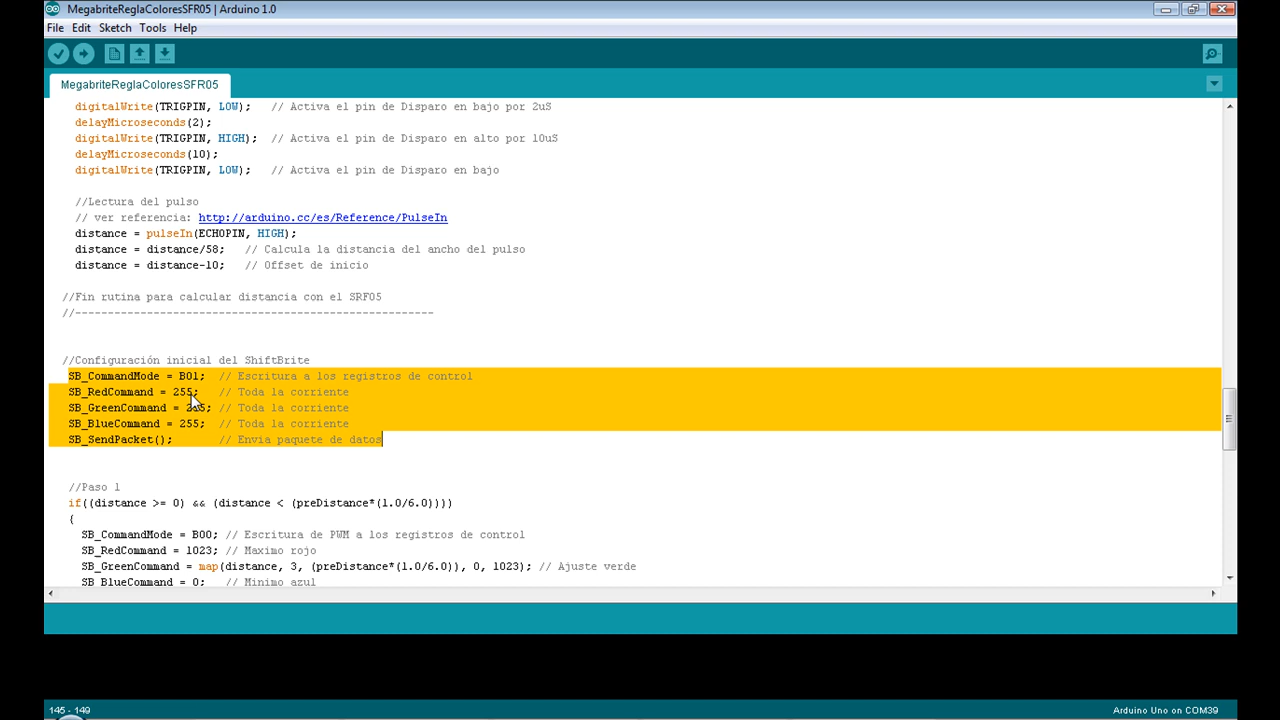 MegabriteReglaColoresSFR05 | Arduino 1.0
File Edit Sketch Tools Help
MegabriteReglaColoresSFR05
digitalWrite(TRIGPIN, LOW); // Activa el pin de Disparo en bajo por 2uS
delayMicroseconds(2);
digitalWrite(TRIGPIN, HIGH); // Activa el pin de Disparo en alto por 10uS
delayMicroseconds(10);
digitalWrite(TRIGPIN, LOW); // Activa el pin de Disparo en bajo
//Lectura del pulso
// ver referencia: http://arduino.cc/es/Reference/PulseIn
distance = pulseIn(ECHOPIN, HIGH);
distance = distance/58; // Calcula la distancia del ancho del pulso
distance = distance-10; // Offset de inicio
//Fin rutina para calcular distancia con el SRF05
//-------------------------------------------------------
//Configuración inicial del ShiftBrite
SB_CommandMode = B01; // Escritura a los registros de control
SB_RedCommand = 255; // Toda la corriente
SB_GreenCommand = 255; // Toda la corriente
SB_BlueCommand = 255; // Toda la corriente
SB_SendPacket(); // Envia paquete de datos
//Paso 1
if((distance >= 0) && (distance < (preDistance*(1.0/6.0))))
{
SB_CommandMode = B00; // Escritura de PWM a los registros de control
SB_RedCommand = 1023; // Maximo rojo
SB_GreenCommand = map(distance, 3, (preDistance*(1.0/6.0)), 0, 1023); // Ajuste verde
SB_BlueCommand = 0; // Minimo azul
145 - 149
Arduino Uno on COM39